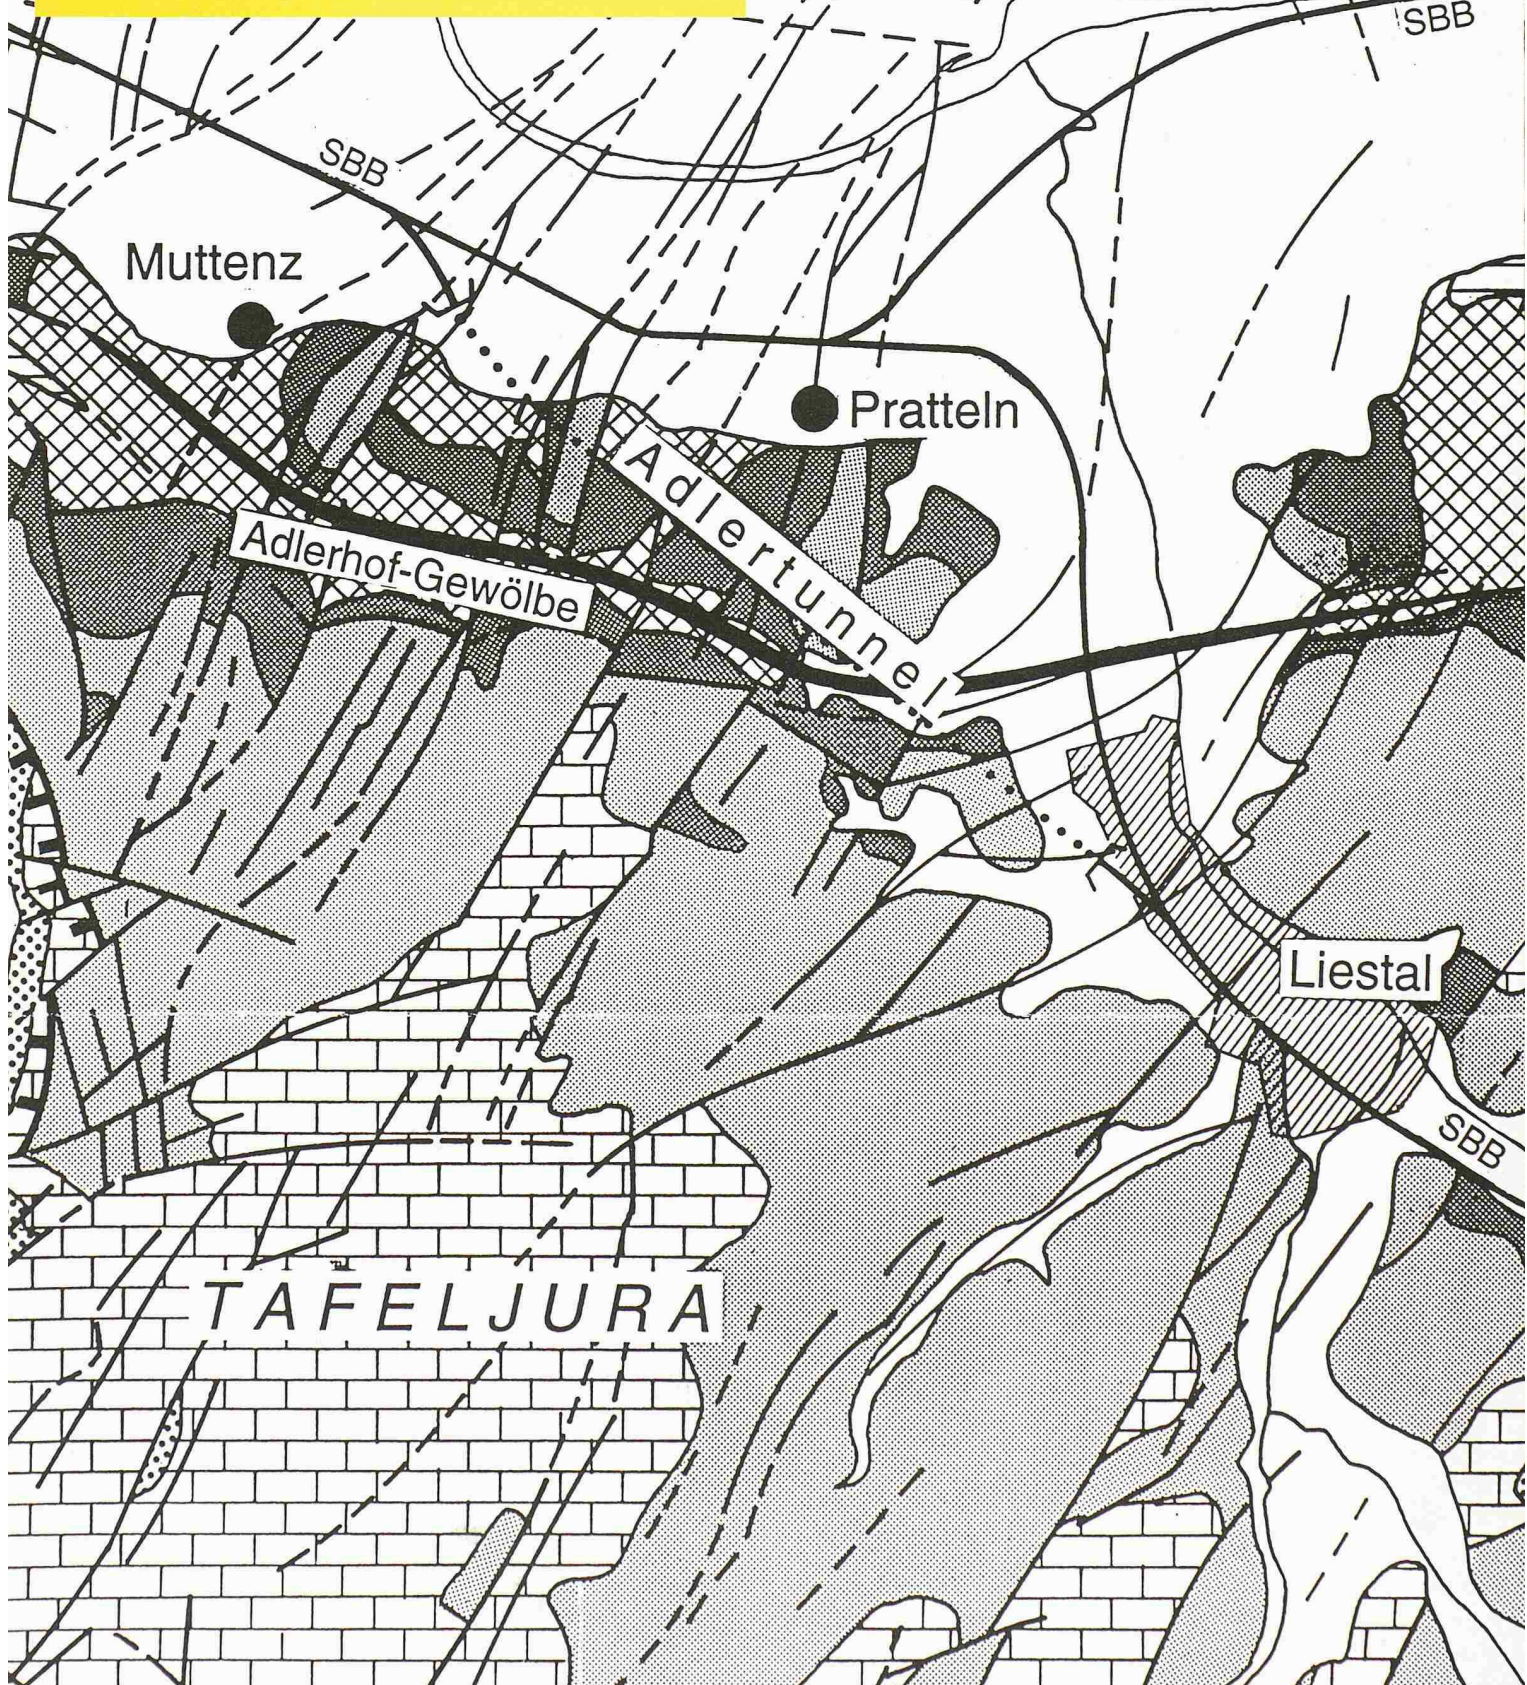 SBB
SBB
Muttenz
Pratteln
Adlertunnel
Adlerhof-Gewölbe
Liestal
SBB
TAFELJURA